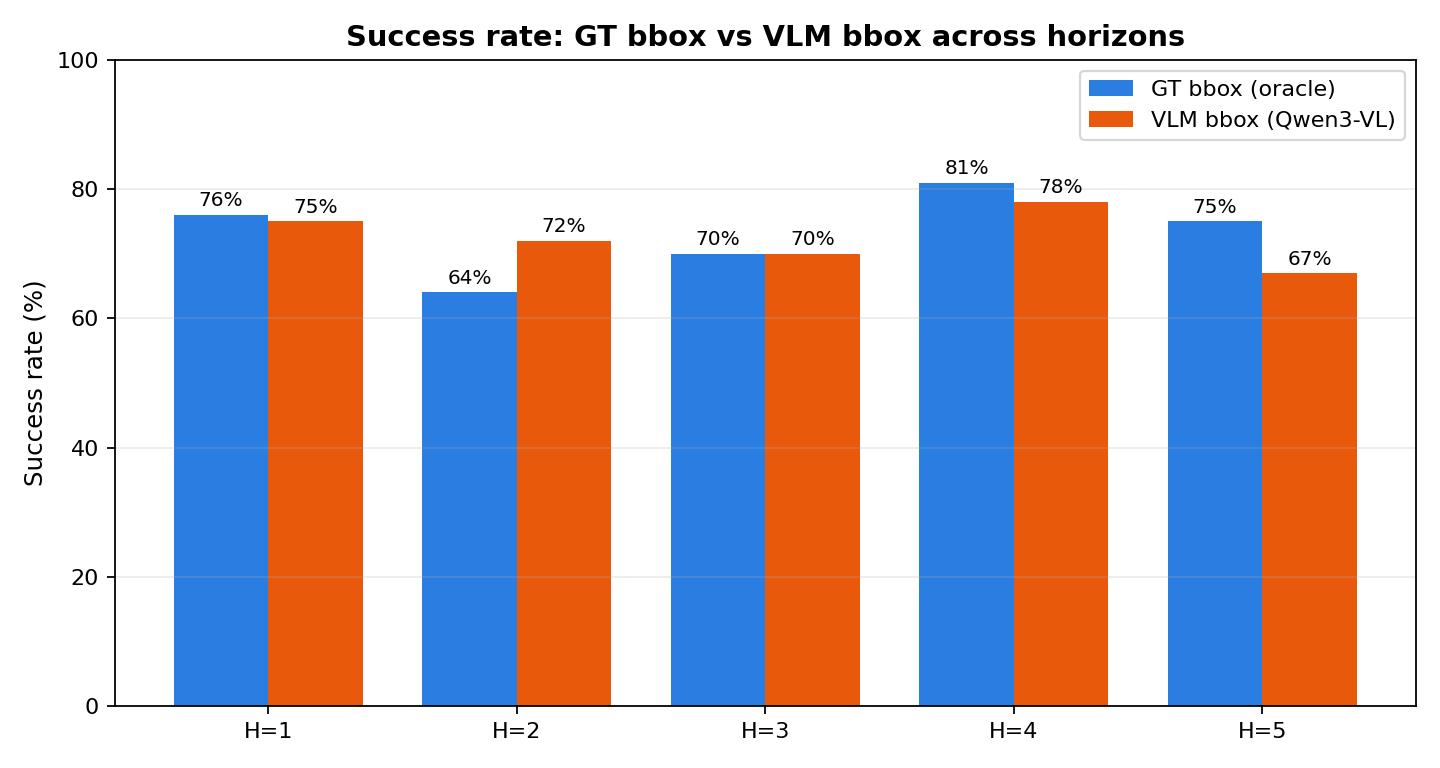 Success rate: GT bbox vs VLM bbox across horizons
GT bbox (oracle)
VLM bbox (Qwen3-VL)
Success rate (%)
100
80
60
40
20
0
76%
75%
64%
72%
70%
70%
81%
78%
75%
67%
H=1
H=2
H=3
H=4
H=5